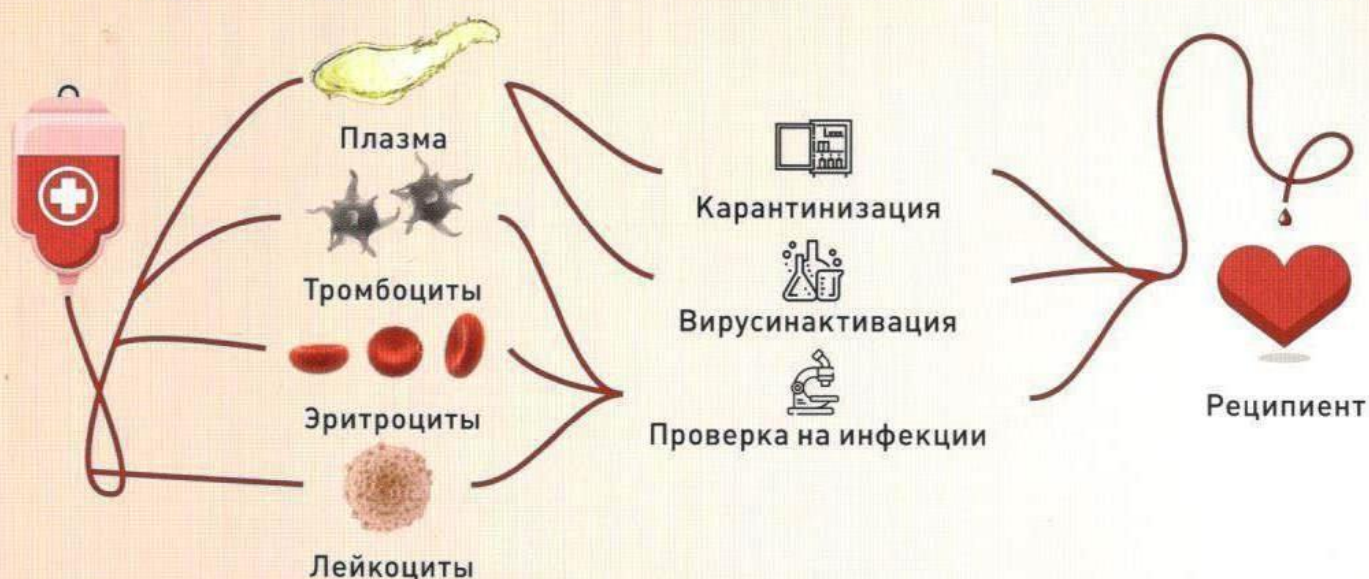 Плазма
Тромбоциты
Эритроциты
Лейкоциты
Карантинизация
Вирусинактивация
Проверка на инфекции
Реципиент